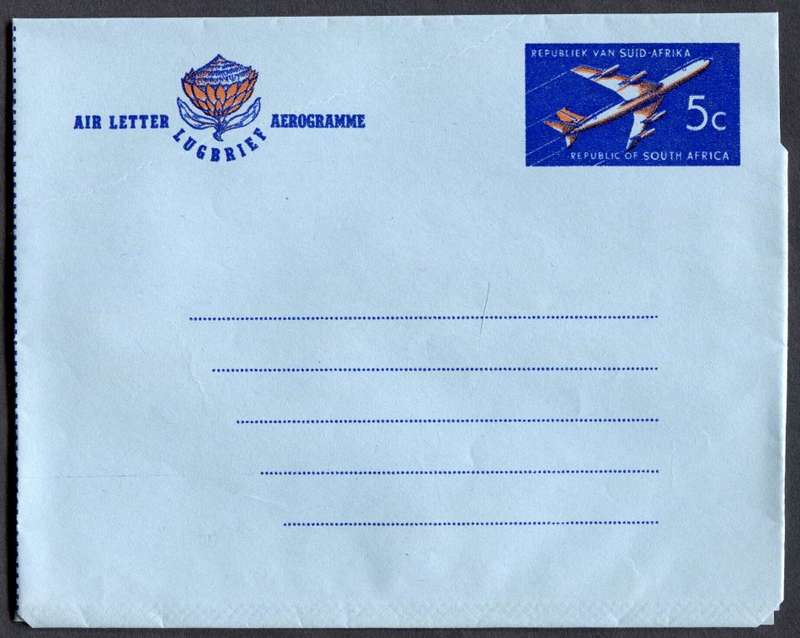 AIR LETTER
LUGBRIEF
AEROGRAMME
REPUBLIEK VAN SUID-AFRIKA
5c
REPUBLIC OF SOUTH AFRICA